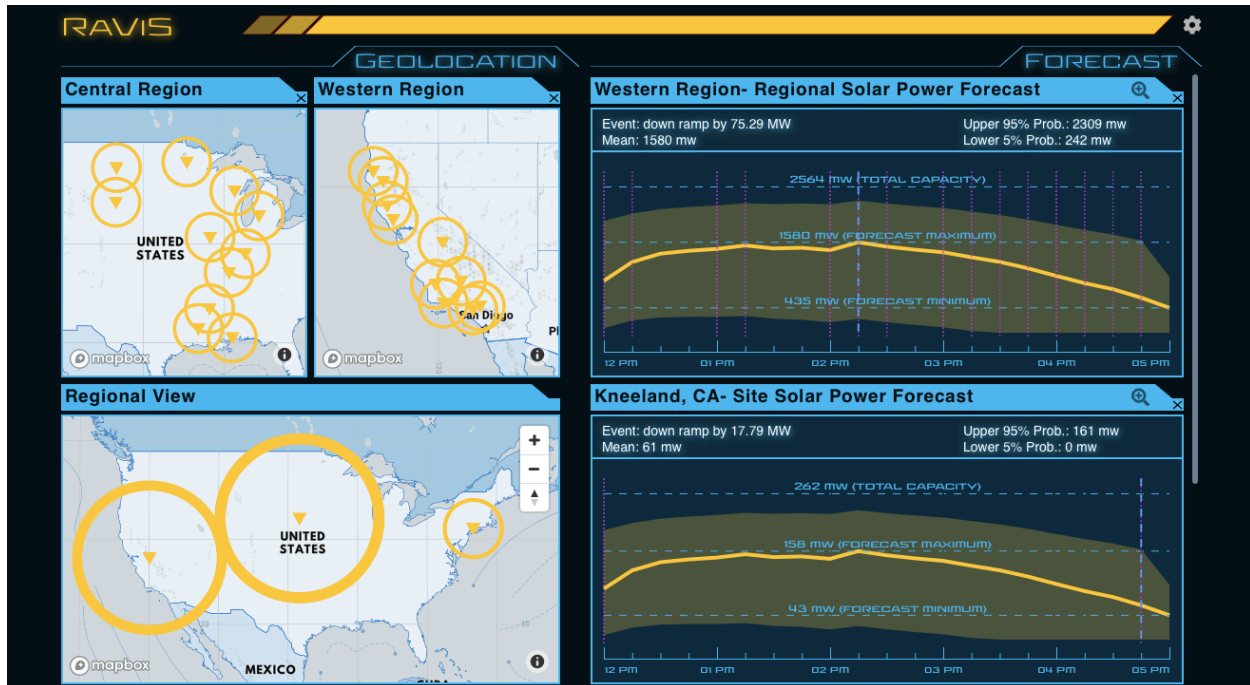 RAVIS
GEOLOCATION
FORECAST
Central Region
UNITED
STATES
mapbox
Western Region
San Diego
mapbox
Regional View
UNITED
STATES
MEXICO
mapbox
Western Region- Regional Solar Power Forecast
Event: down ramp by 75.29 MW
Mean: 1580 mw
Upper 95% Prob.: 2309 mw
Lower 5% Prob.: 242 mw
2564 mw (TOTAL CAPACITY)
1580 mw (FORECAST MAXIMUM)
435 mw (FORECAST MINIMUM)
12 PM 01 PM 02 PM 03 PM 04 PM 05 PM
Kneeland, CA- Site Solar Power Forecast
Event: down ramp by 17.79 MW
Mean: 61 mw
Upper 95% Prob.: 161 mw
Lower 5% Prob.: 0 mw
262 mw (TOTAL CAPACITY)
158 mw (FORECAST MAXIMUM)
43 mw (FORECAST MINIMUM)
12 PM 01 PM 02 PM 03 PM 04 PM 05 PM